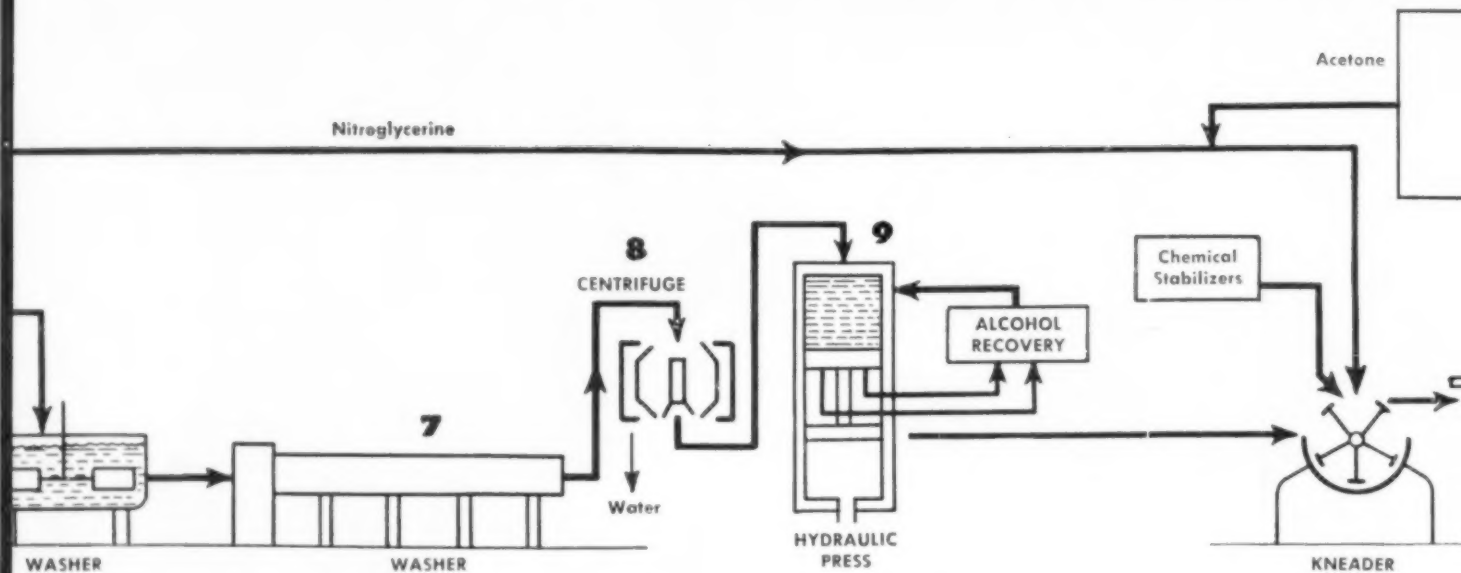 Acetone
Nitroglycerine
8
CENTRIFUGE
9
Chemical
Stabilizers
ALCOHOL
RECOVERY
7
Water
HYDRAULIC
PRESS
WASHER
WASHER
KNEADER